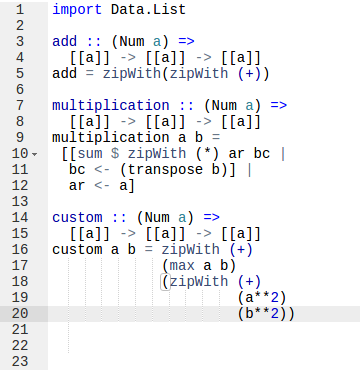 1 import Data.List
2
3 add :: (Num a) =>
4   [[a]] -> [[a]] -> [[a]]
5 add = zipWith(zipWith (+))
6
7 multiplication :: (Num a) =>
8   [[a]] -> [[a]] -> [[a]]
9 multiplication a b =
10  [[sum $ zipWith (*) ar bc |
11   bc <- (transpose b)] |
12   ar <- a]
13
14 custom :: (Num a) =>
15   [[a]] -> [[a]] -> [[a]]
16 custom a b = zipWith (+)
17              (max a b)
18              (zipWith (+)
19                       (a**2)
20                       (b**2))
21
22
23